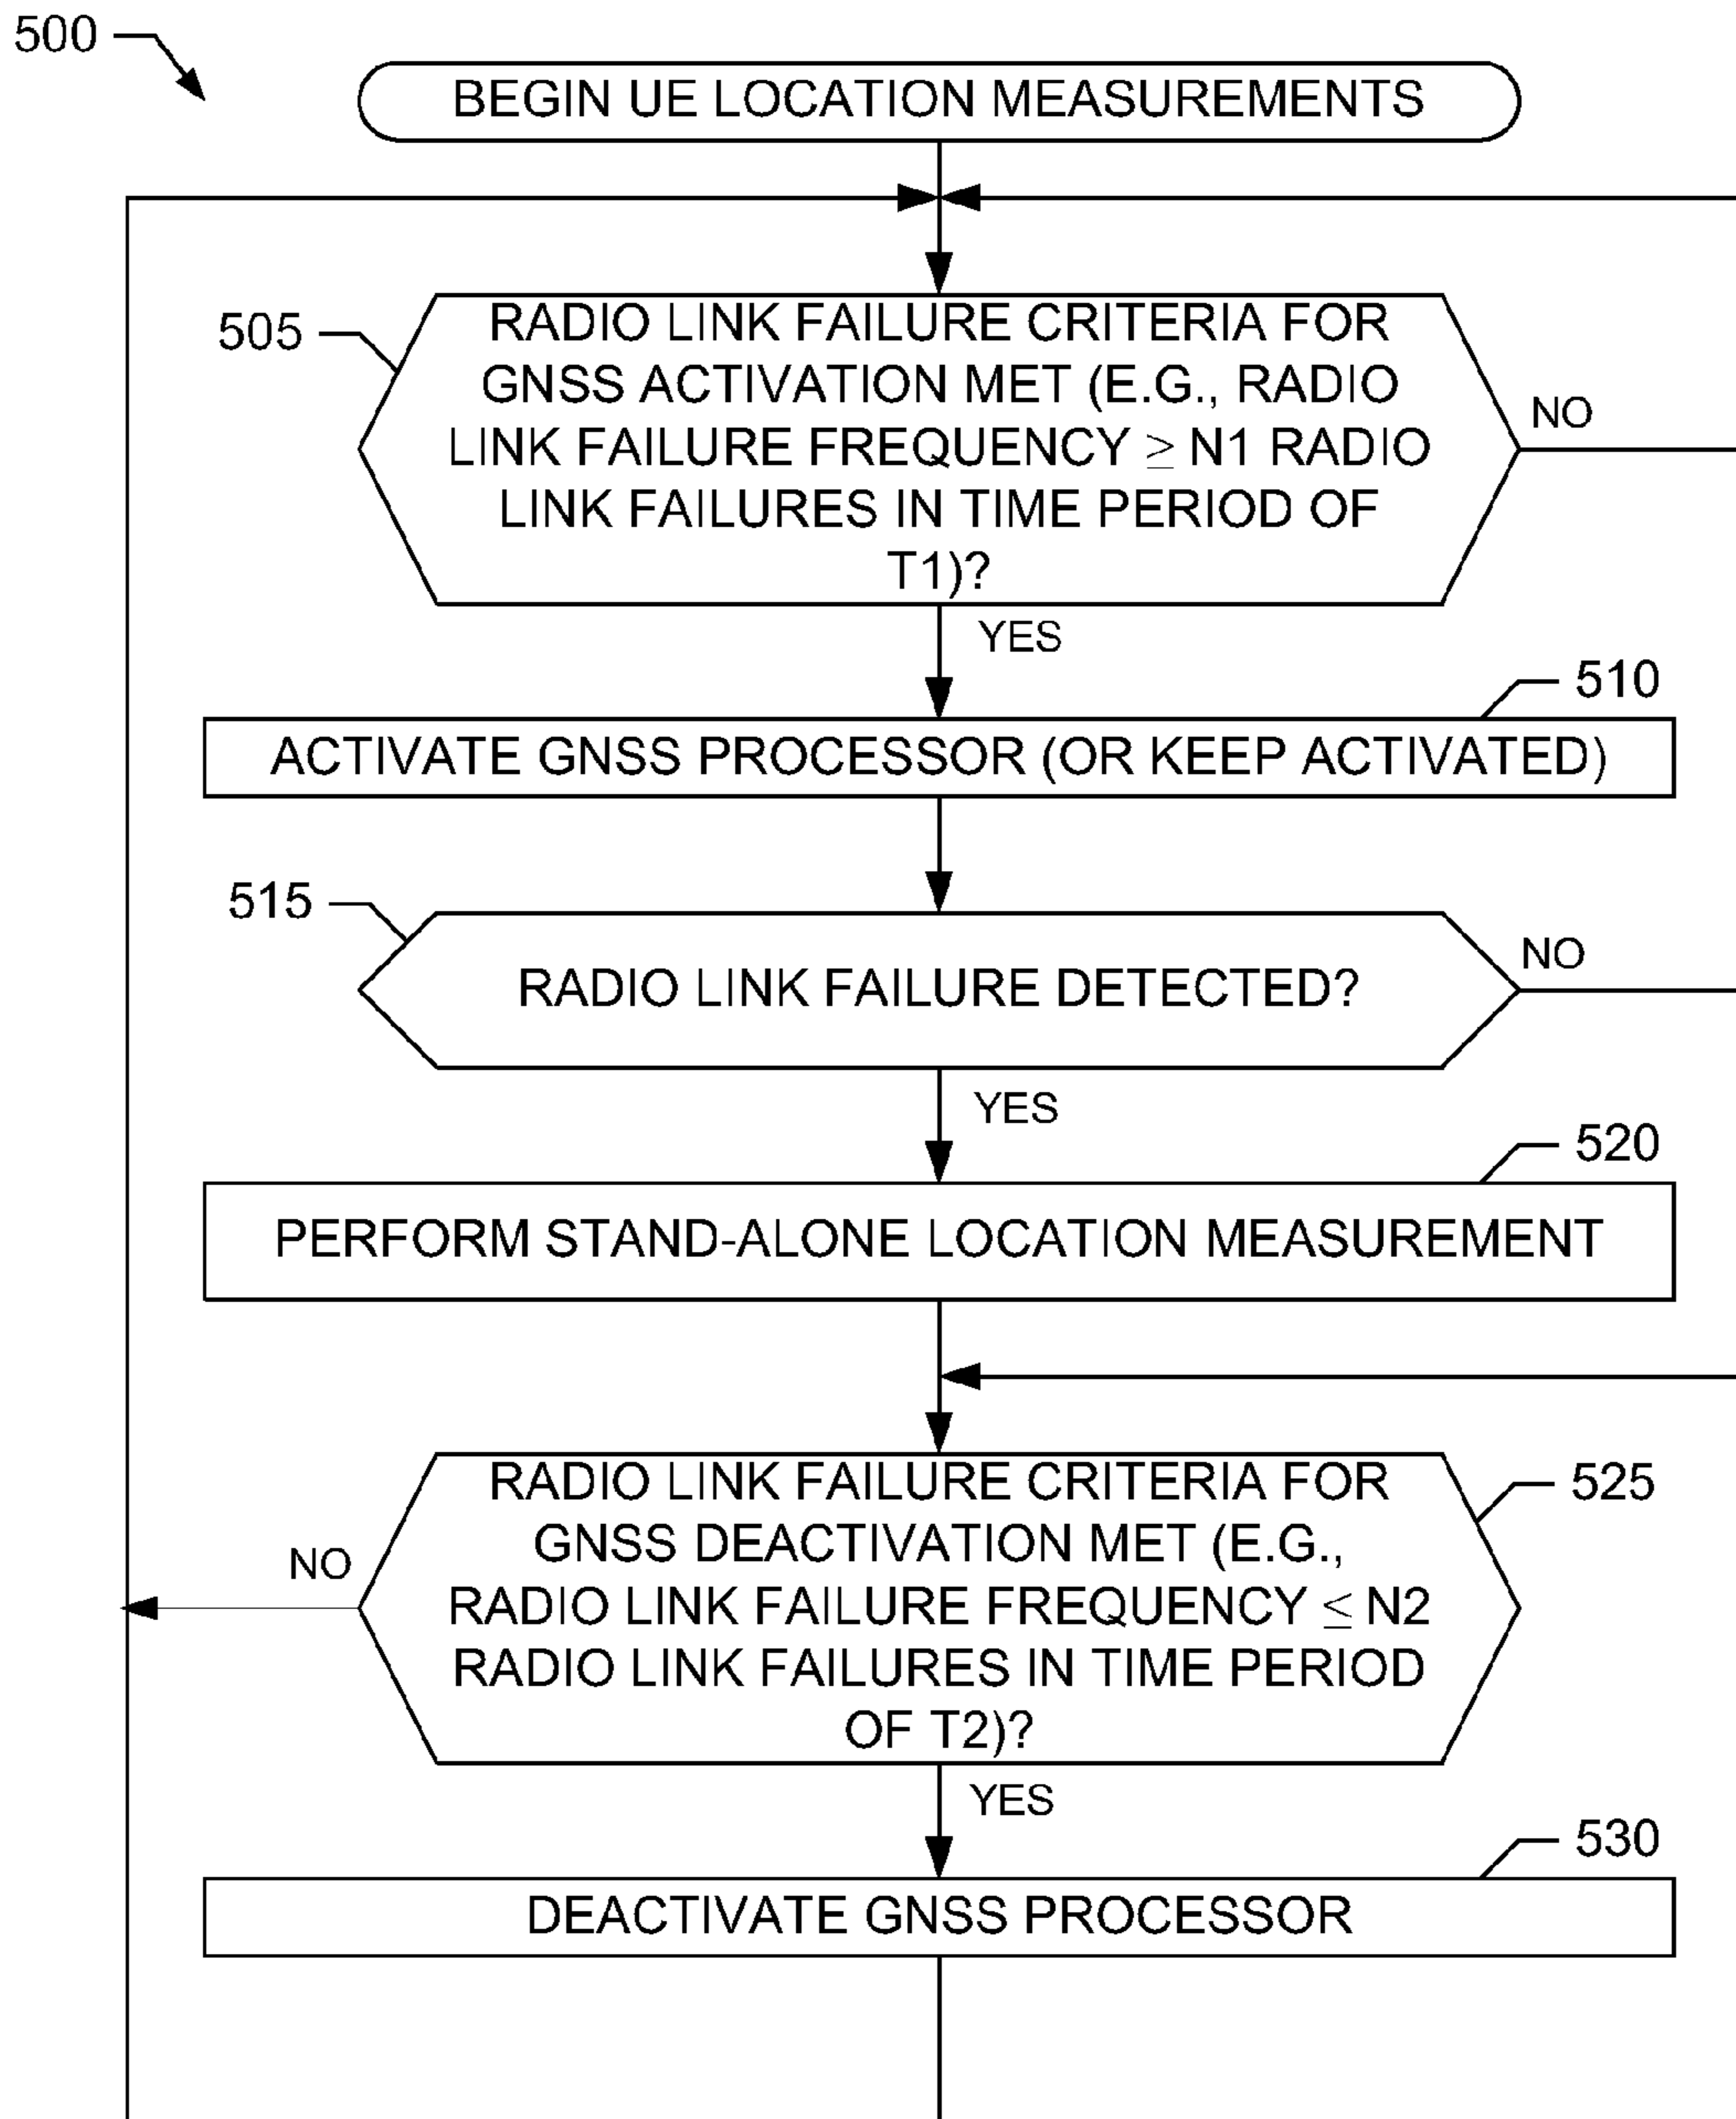 500
BEGIN UE LOCATION MEASUREMENTS
505
RADIO LINK FAILURE CRITERIA FOR
GNSS ACTIVATION MET (E.G., RADIO
LINK FAILURE FREQUENCY ≥ N1 RADIO
LINK FAILURES IN TIME PERIOD OF
T1)?
NO
YES
510
ACTIVATE GNSS PROCESSOR (OR KEEP ACTIVATED)
515
RADIO LINK FAILURE DETECTED?
NO
YES
520
PERFORM STAND-ALONE LOCATION MEASUREMENT
525
RADIO LINK FAILURE CRITERIA FOR
GNSS DEACTIVATION MET (E.G.,
RADIO LINK FAILURE FREQUENCY ≤ N2
RADIO LINK FAILURES IN TIME PERIOD
OF T2)?
NO
YES
530
DEACTIVATE GNSS PROCESSOR